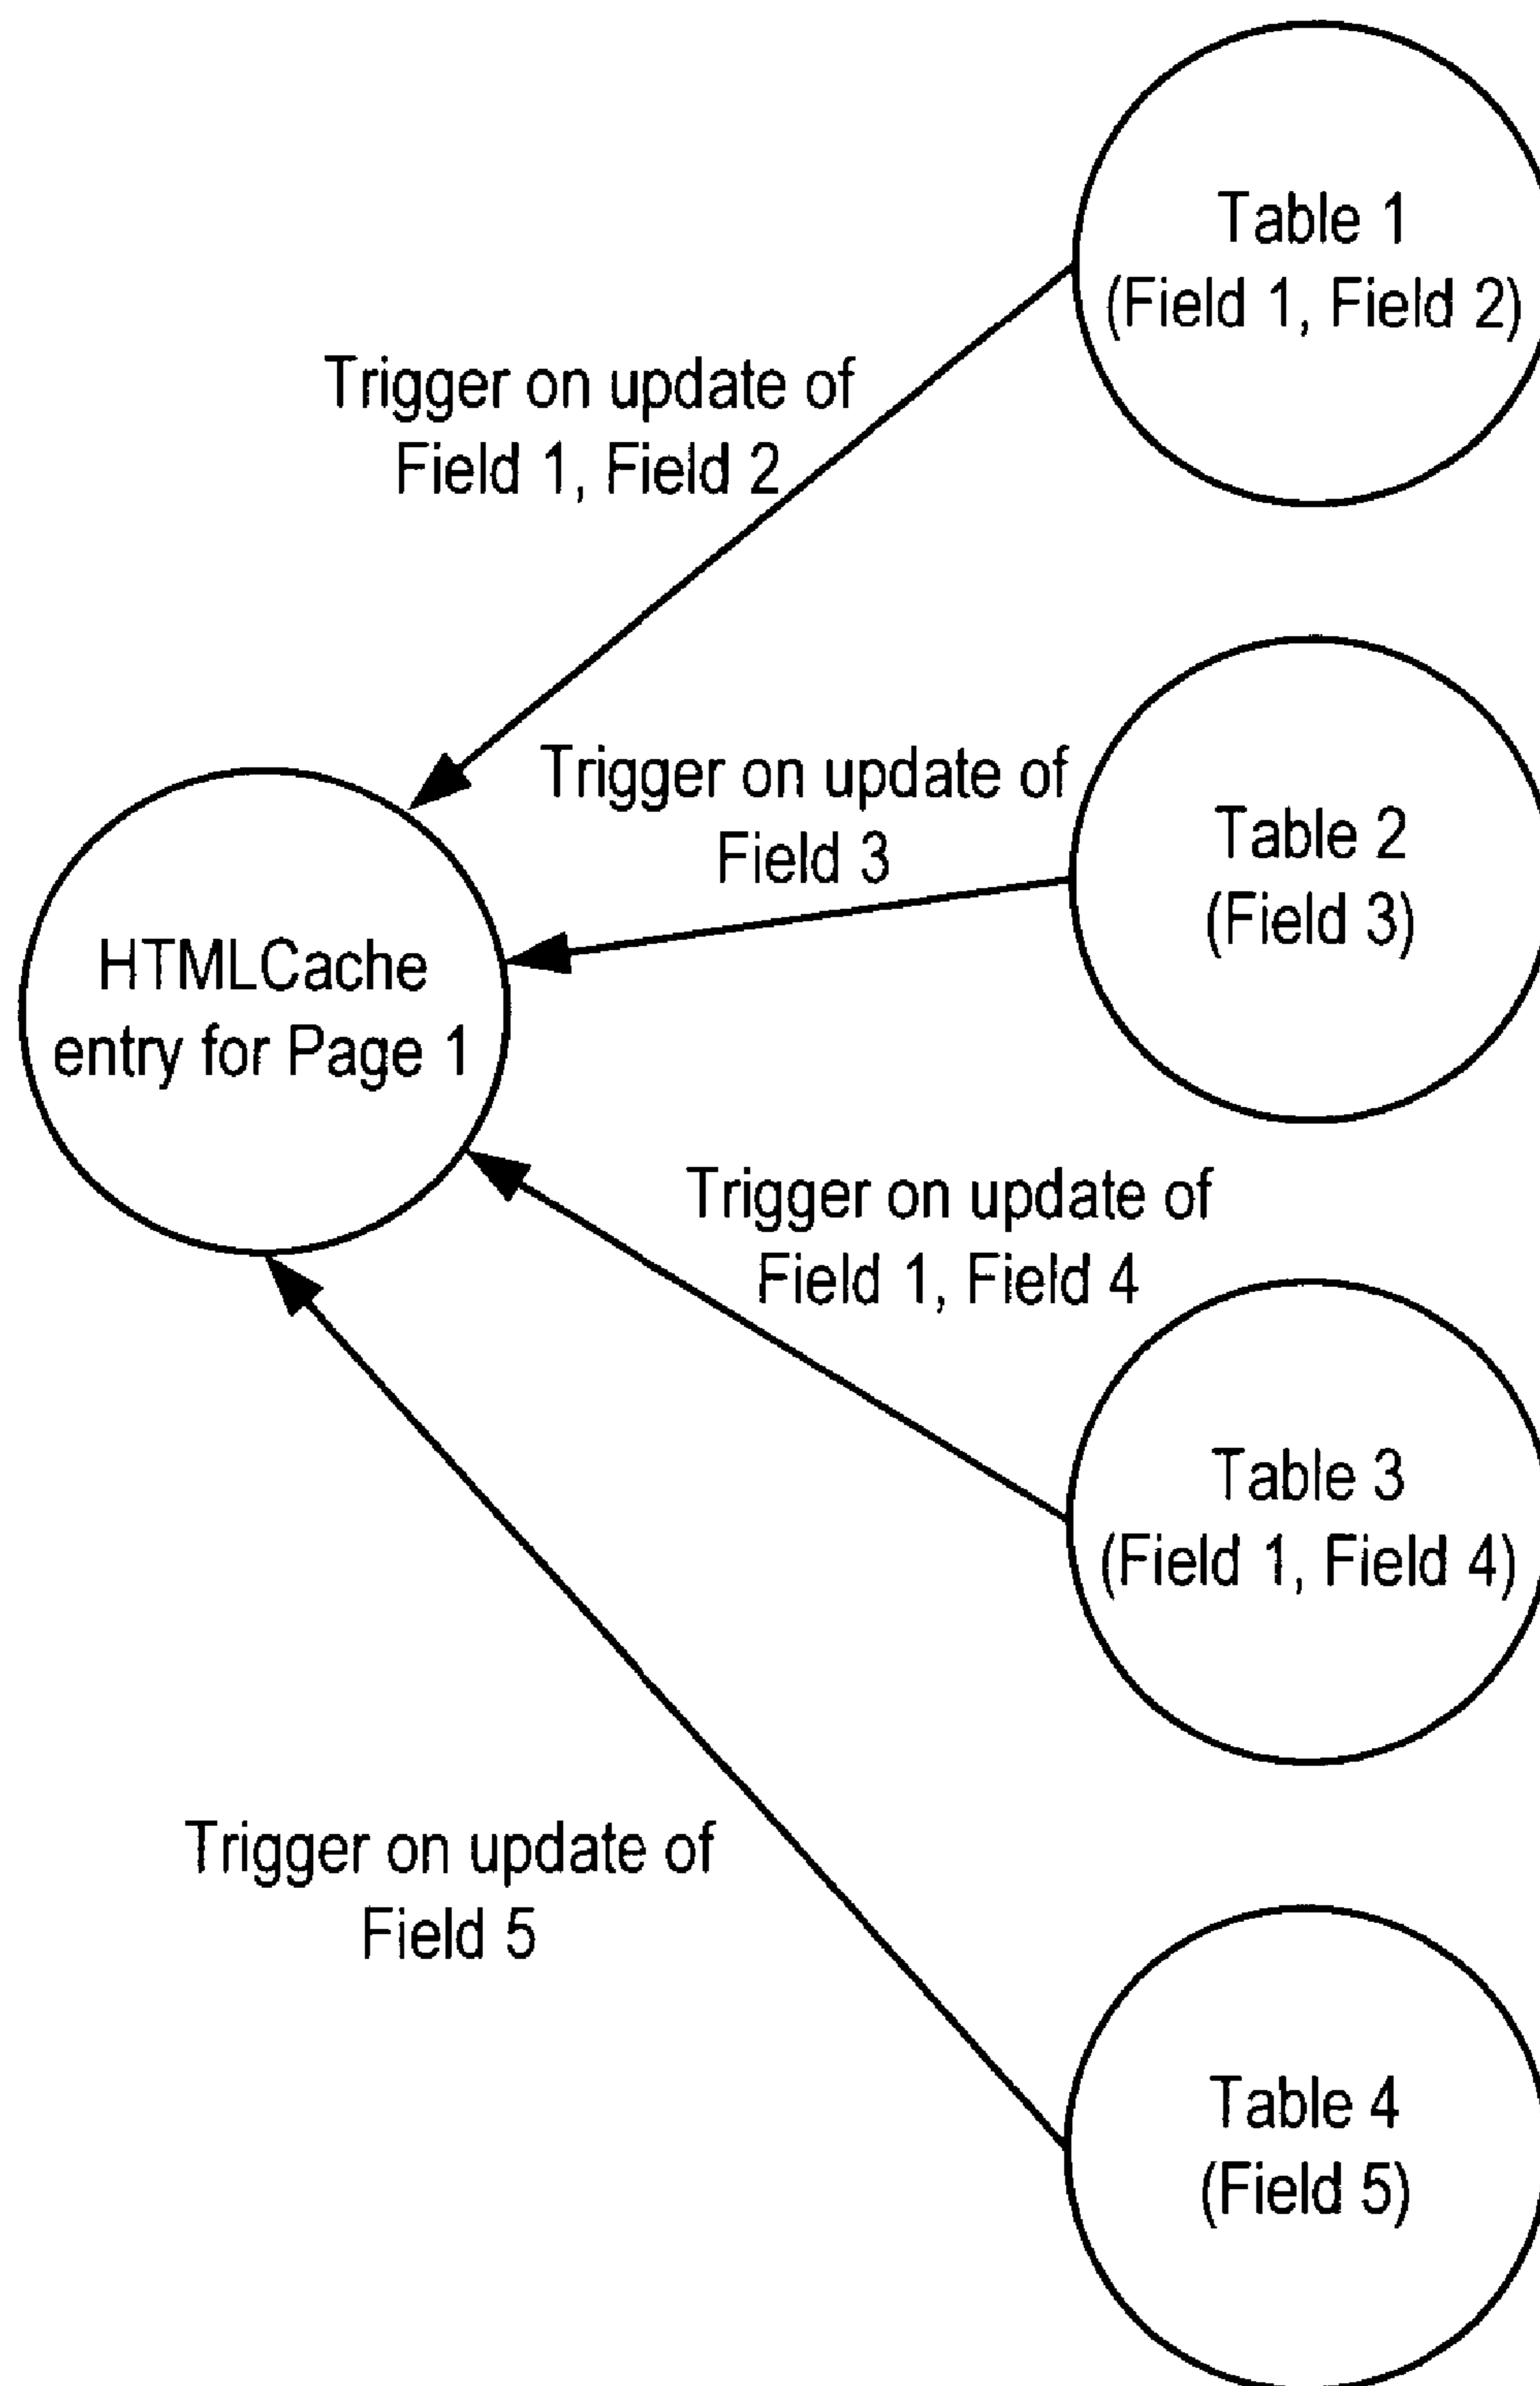 Table 1
(Field 1, Field 2)
Trigger on update of
Field 1, Field 2
Trigger on update of
Field 3
Table 2
(Field 3)
HTMLCache
entry for Page 1
Trigger on update of
Field 1, Field 4
Table 3
(Field 1, Field 4)
Trigger on update of
Field 5
Table 4
(Field 5)